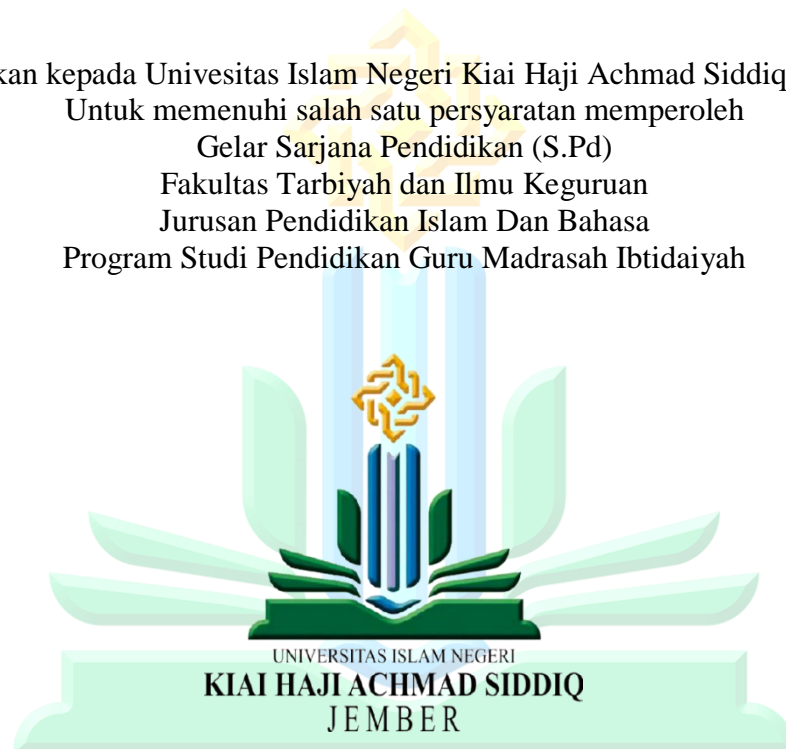 kan kepada Univesitas Islam Negeri Kiai Haji Achmad Siddiq
Untuk memenuhi salah satu persyaratan memperoleh
Gelar Sarjana Pendidikan (S.Pd)
Fakultas Tarbiyah dan Ilmu Keguruan
Jurusan Pendidikan Islam Dan Bahasa
Program Studi Pendidikan Guru Madrasah Ibtidaiyah
UNIVERSITAS ISLAM NEGERI
KIAI HAJI ACHMAD SIDDIQ
JEMBER